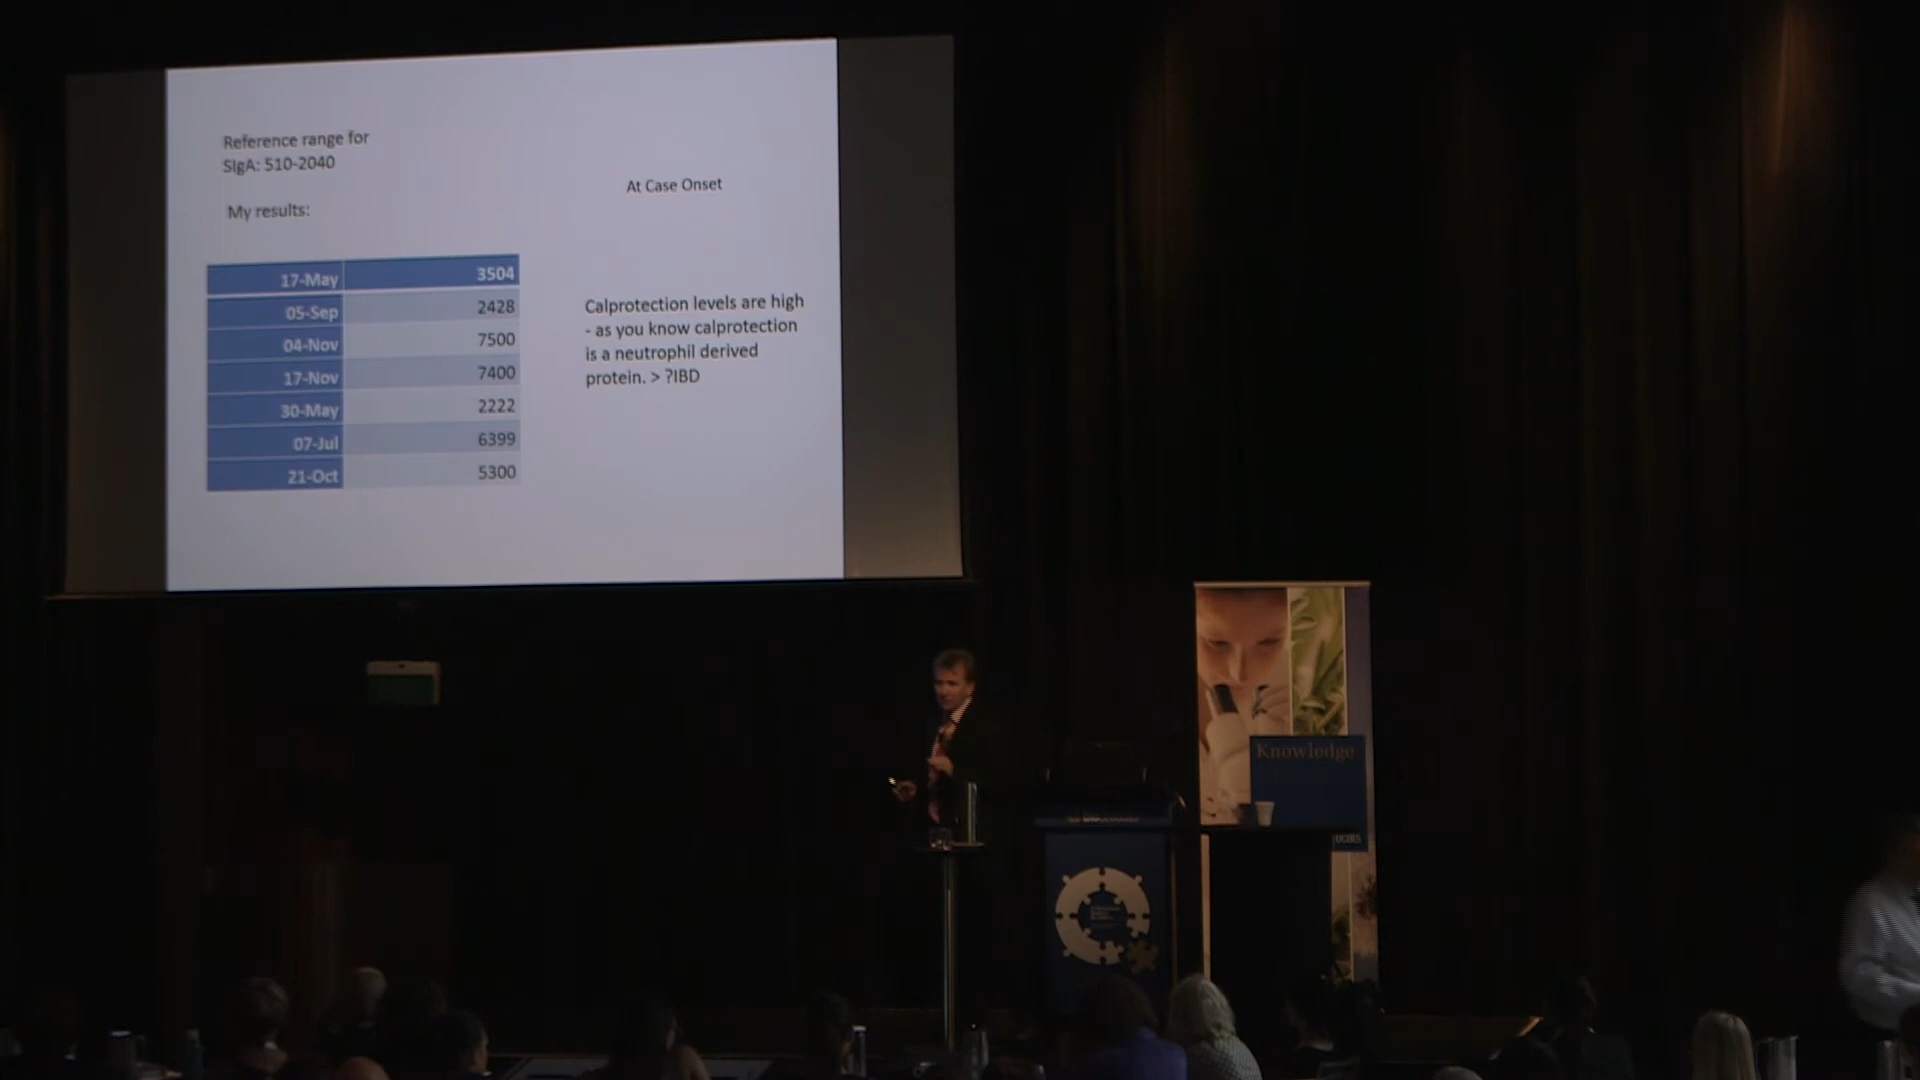 Reference range for
SIgA: 510-2040
At Case Onset
My results:
17-May 3504
05-Sep 2428
04-Nov 7500
17-Nov 7400
30-May 2222
07-Jul 6399
21-Oct 5300
Calprotection levels are high
- as you know calprotection
is a neutrophil derived
protein. > ?IBD
Knowledge